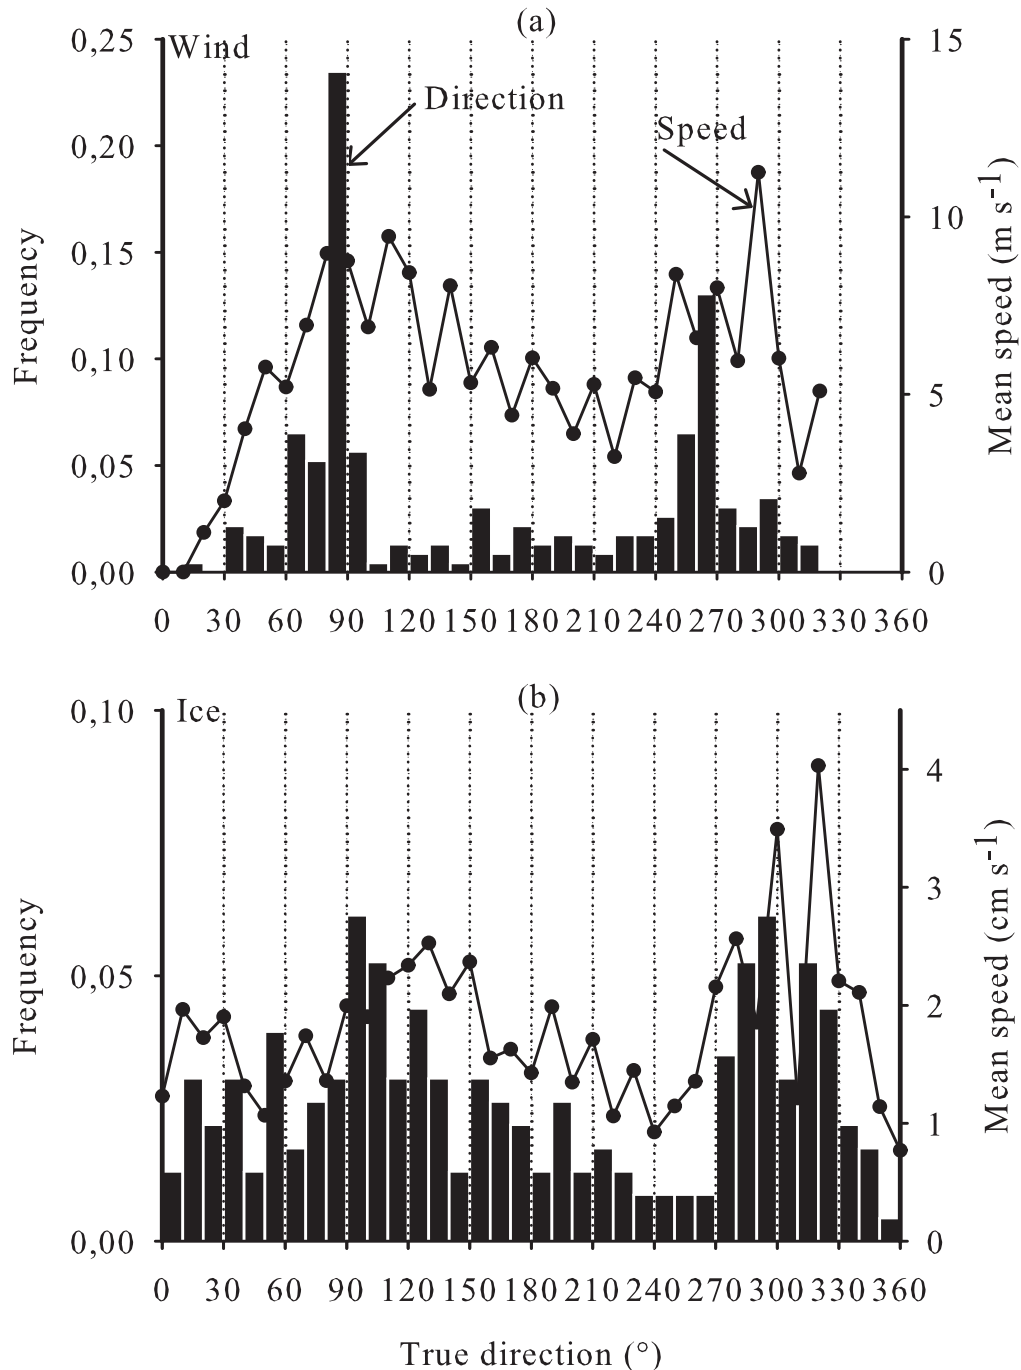 (a)
0,25
Wind
15
Direction
0,20
Speed
10
0,15
Frequency
Mean speed (m s-1)
0,10
5
0,05
0,00
0
0 30 60 90 120 150 180 210 240 270 300 330 360
(b)
0,10
Ice
4
3
Frequency
Mean speed (cm s-1)
0,05
2
1
0,00
0
0 30 60 90 120 150 180 210 240 270 300 330 360
True direction (°)